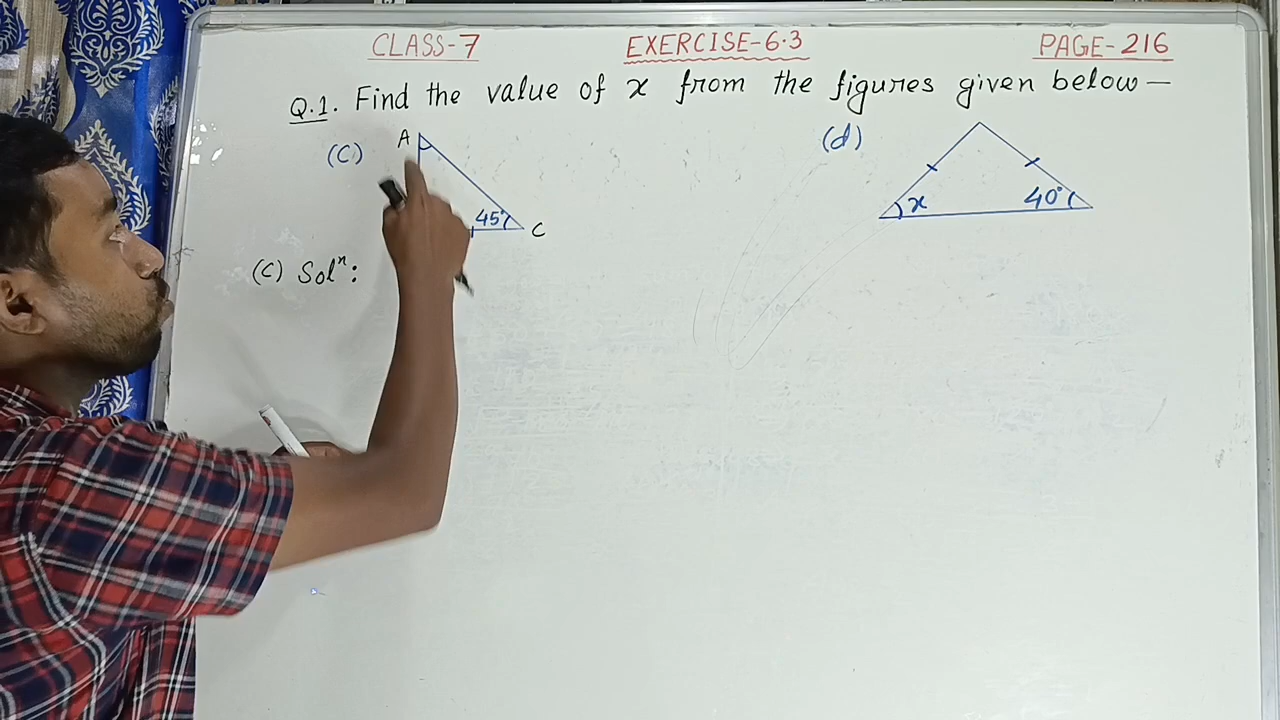 CLASS-7 EXERCISE-6.3 PAGE-216
Q.1. Find the value of x from the figures given below—
(C) A 45° C
(d) x 40°
(C) Solⁿ: